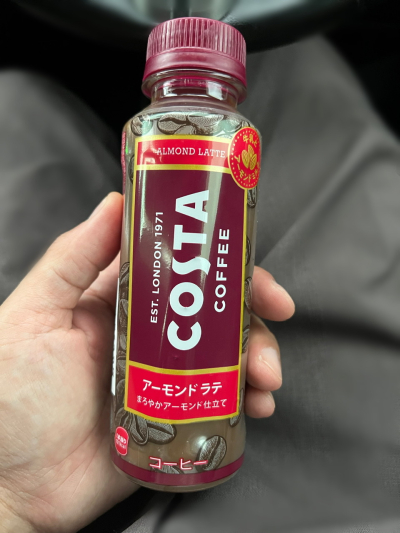 ALMOND LATTE
EST. LONDON 1971
COSTA
COFFEE
アーモンド ラテ
まろやかアーモンド仕立て
コーヒー